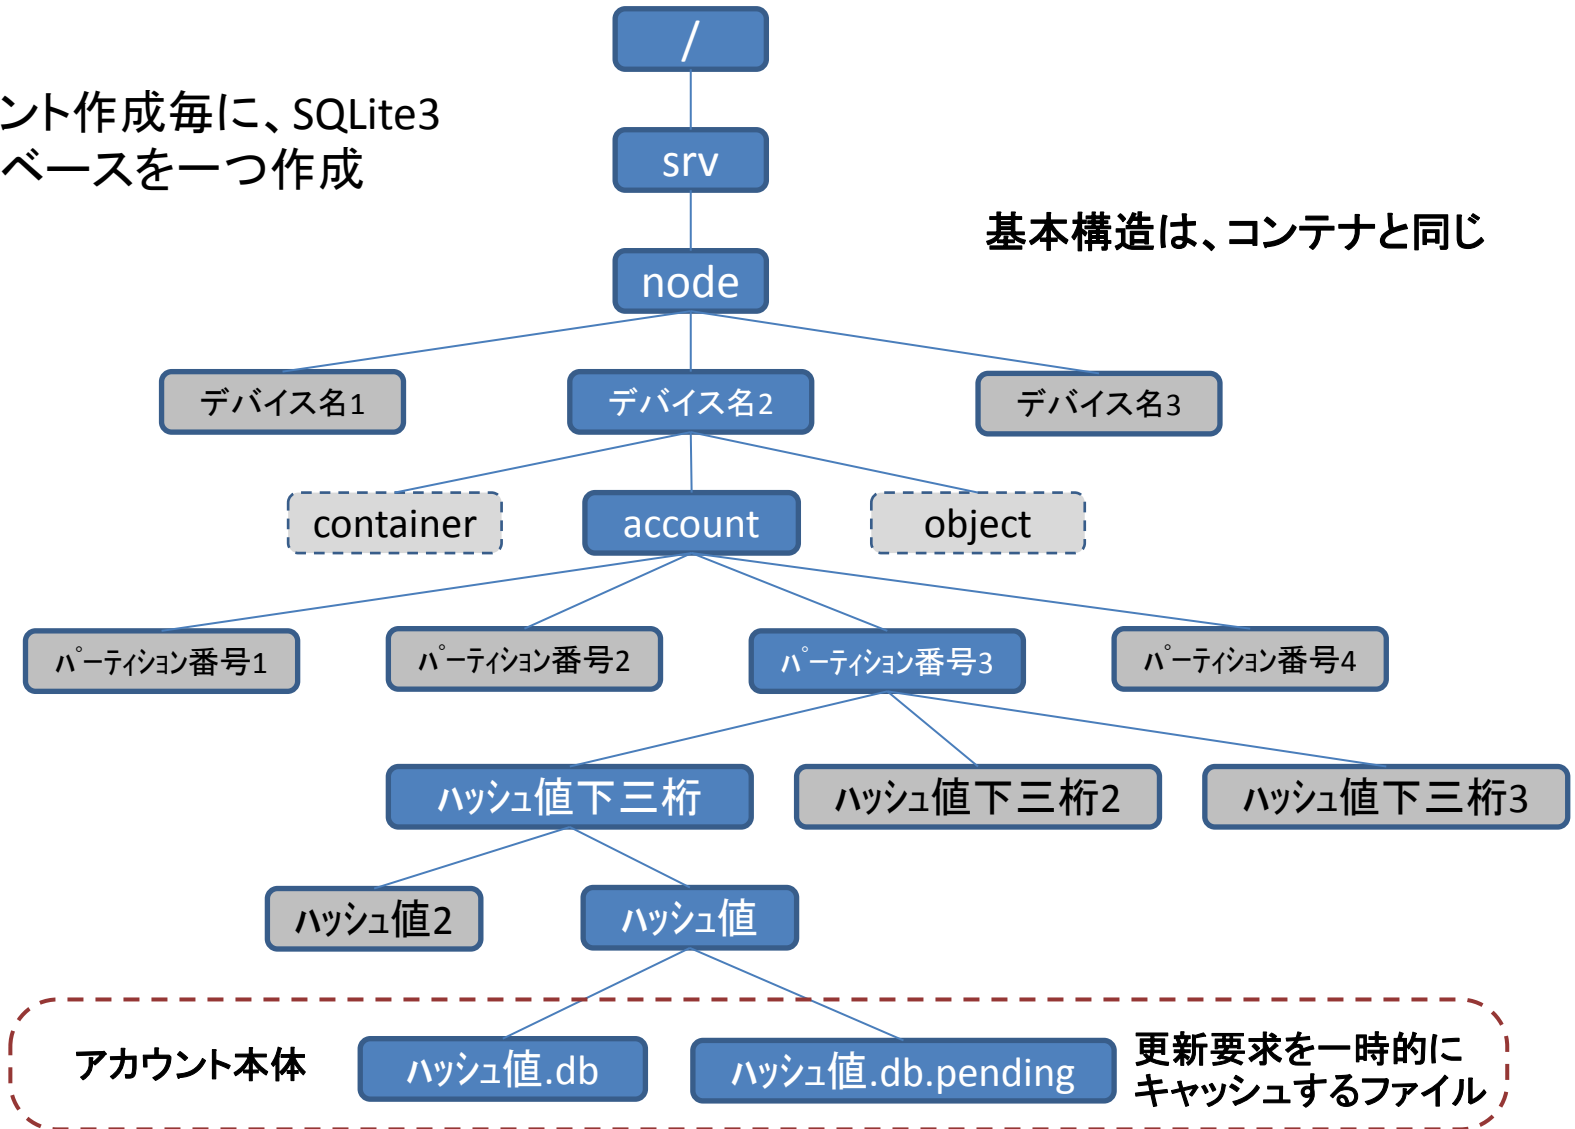 /
ント作成毎に、SQLite3
ベースを一つ作成
srv
基本構造は、コンテナと同じ
node
デバイス名1
デバイス名2
デバイス名3
container
account
object
ﾊﾟｰﾃｨｼｮﾝ番号1
ﾊﾟｰﾃｨｼｮﾝ番号2
ﾊﾟｰﾃｨｼｮﾝ番号3
ﾊﾟｰﾃｨｼｮﾝ番号4
ﾊｯｼｭ値下三桁
ﾊｯｼｭ値下三桁2
ﾊｯｼｭ値下三桁3
ﾊｯｼｭ値2
ﾊｯｼｭ値
アカウント本体
ﾊｯｼｭ値.db
ﾊｯｼｭ値.db.pending
更新要求を一時的に
キャッシュするファイル